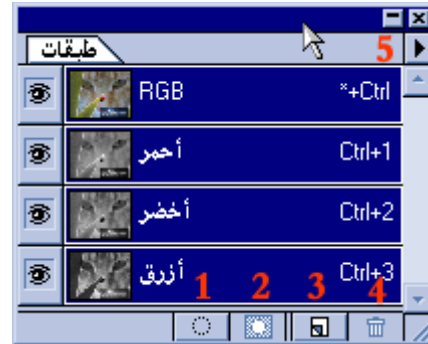 طبقات
5
RGB *+Ctrl
أحمر Ctrl+1
أخضر Ctrl+2
أزرق Ctrl+3
1 2 3 4